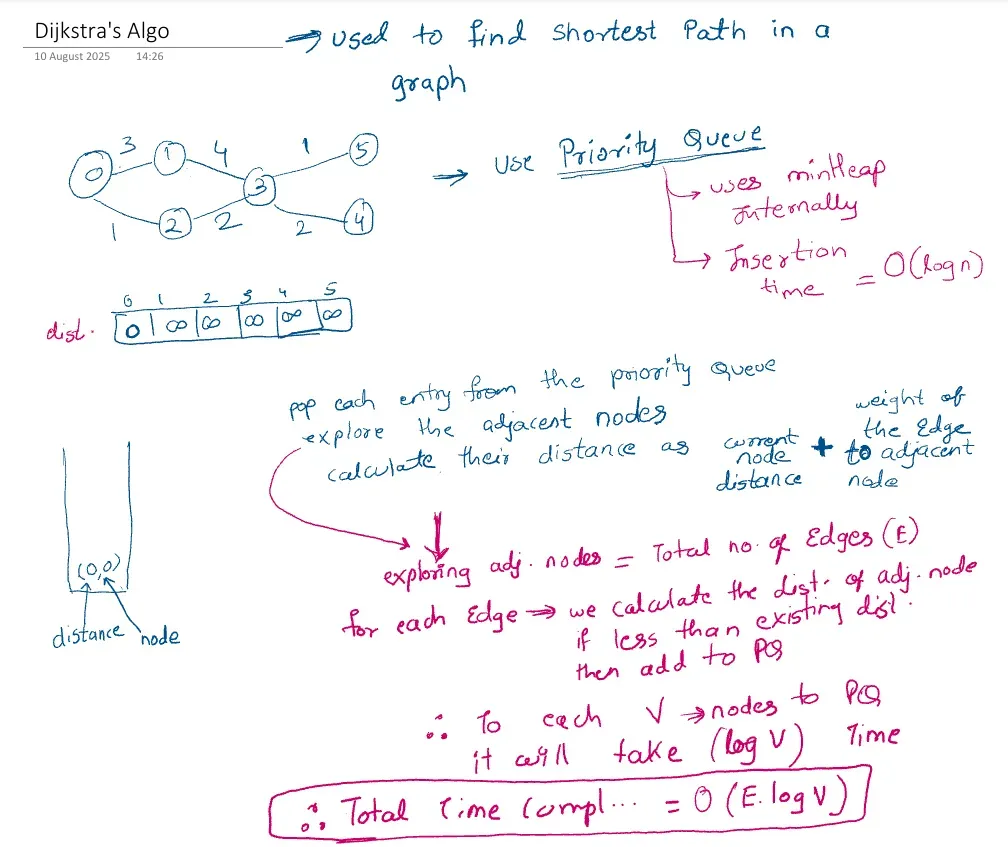 Dijkstra's Algo
10 August 2025 14:26
→ used to find shortest Path in a
graph
0 3 1 4 3 1 5
1 2 2 2 4
→ use Priority Queue
→ uses minHeap
Internally
→ Insertion
time = O(log n)
0 1 2 3 4 5
dist. 0 ∞ ∞ ∞ ∞ ∞
pop each entry from the priority Queue
explore the adjacent nodes
calculate their distance as current node distance + weight of the Edge to adjacent node
(0,0)
distance node
exploring adj. nodes = Total no. of Edges (E)
for each Edge → we calculate the dist. of adj. node
if less than existing dist.
then add to PQ
∴ To each V → nodes to PQ
it will take (log V) Time
∴ Total Time Compl... = O (E. log V)